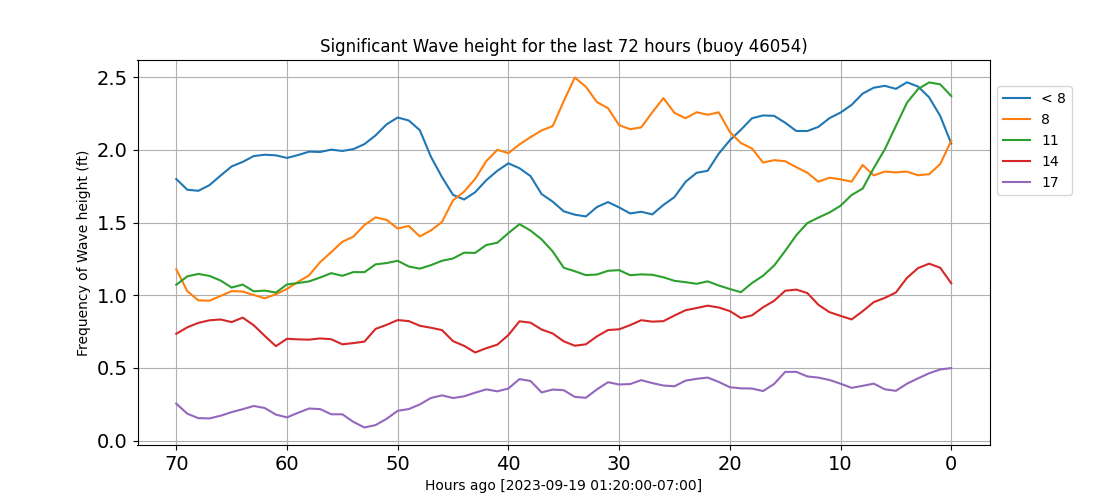 Significant Wave height for the last 72 hours (buoy 46054)
2.5
2.0
1.5
1.0
0.5
0.0
Frequency of Wave height (ft)
70 60 50 40 30 20 10 0
Hours ago [2023-09-19 01:20:00-07:00]
< 8
8
11
14
17